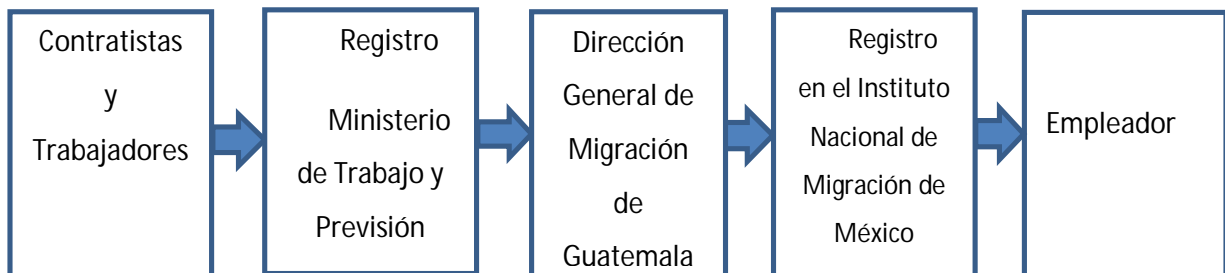 Contratistas
y
Trabajadores
Registro
Ministerio
de Trabajo y
Previsión
Dirección
General de
Migración
de
Guatemala
Registro
en el Instituto
Nacional de
Migración de
México
Empleador